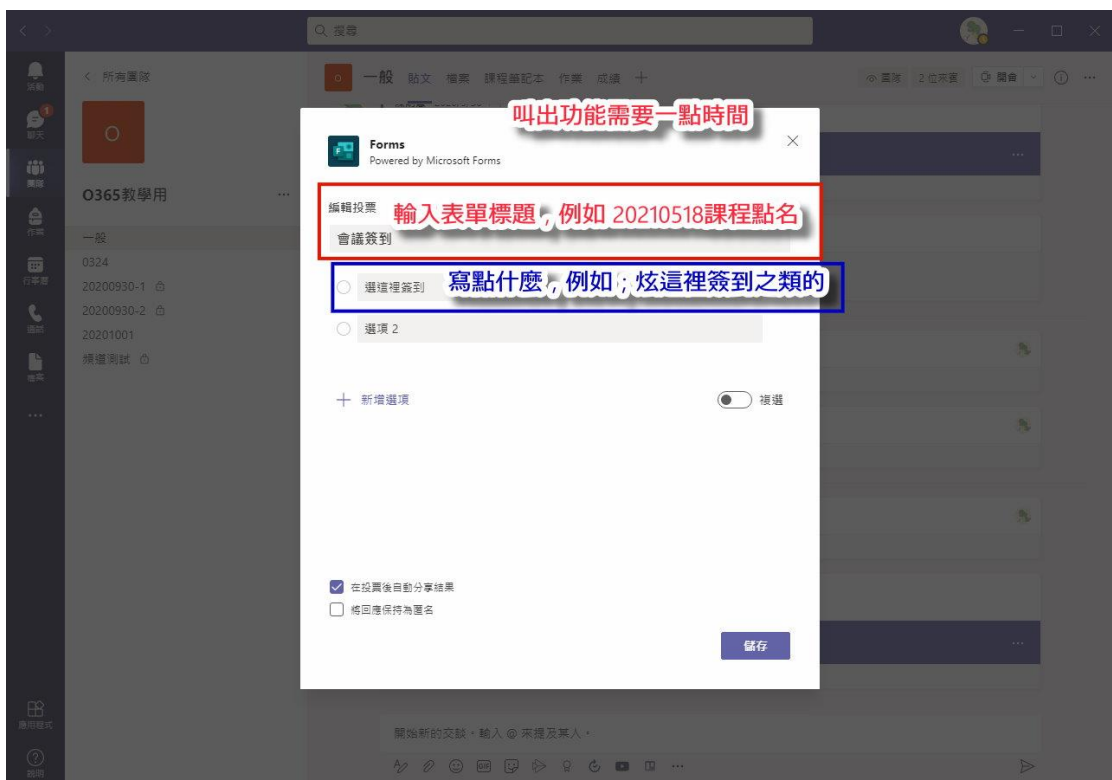 搜尋
活動
1
聊天
團隊
作業
行事曆
通話
檔案
應用程式
說明
所有團隊
O
O365教學用
一般
0324
20200930-1
20200930-2
20201001
頻道測試
o
一般 貼文 檔案 課程筆記本 作業 成績
團隊 2 位來賓 開會
叫出功能需要一點時間
Forms
Powered by Microsoft Forms
編輯投票
輸入表單標題，例如 20210518課程點名
會議簽到
選這裡簽到
寫點什麼，例如；炫這裡簽到之類的
選項 2
新增選項
複選
在投票後自動分享結果
將回應保持為匿名
儲存
開始新的交談。輸入 @ 來提及某人。
GIF